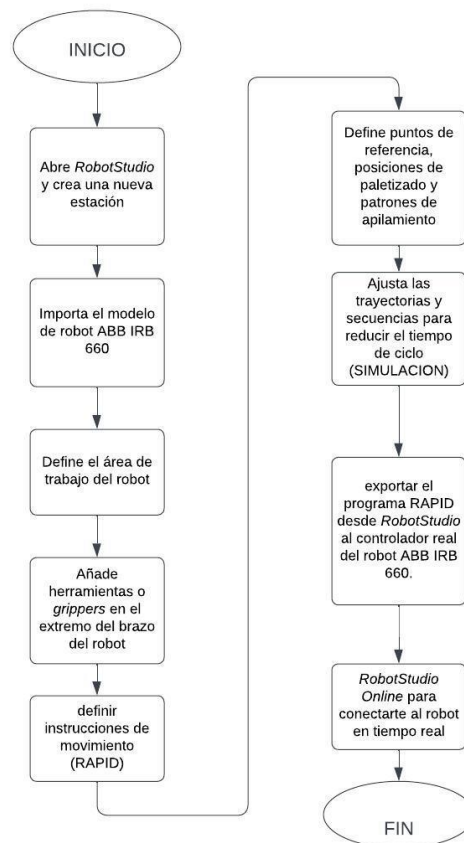 INICIO
Abre RobotStudio
y crea una nueva
estación
Importa el modelo
de robot ABB IRB
660
Define el área de
trabajo del robot
Añade
herramientas o
grippers en el
extremo del brazo
del robot
definir
instrucciones de
movimiento
(RAPID)
Define puntos de
referencia,
posiciones de
paletizado y
patrones de
apilamiento
Ajusta las
trayectorias y
secuencias para
reducir el tiempo
de ciclo
(SIMULACION)
exportar el
programa RAPID
desde RobotStudio
al controlador real
del robot ABB IRB
660.
RobotStudio
Online para
conectarte al robot
en tiempo real
FIN